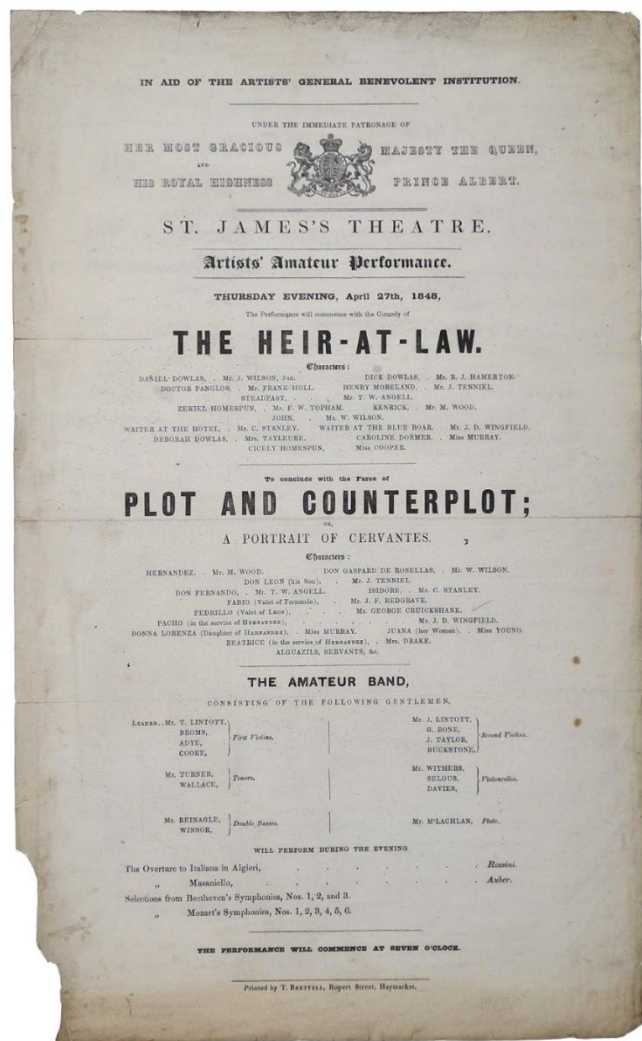 IN AID OF THE ARTISTS' GENERAL BENEVOLENT INSTITUTION.
UNDER THE IMMEDIATE PATRONAGE OF
HER MOST GRACIOUS MAJESTY THE QUEEN,
AND
HIS ROYAL HIGHNESS PRINCE ALBERT.
ST. JAMES'S THEATRE.
Artists' Amateur Performance.
THURSDAY EVENING, April 27th, 1848,
The Performance will commence with the Comedy of
THE HEIR-AT-LAW.
Characters:
DANIEL DOWLAS, . Mr. J. WILSON, Jun. DICK DOWLAS, . Mr. R. J. HAMERTON.
DOCTOR PANGLOS, . Mr. FRANK HOLL. HENRY MORELAND, . Mr. J. TENNIEL.
STEADFAST, . . Mr. T. W. ANGELL.
ZEKIEL HOMESPUN, . Mr. F. W. TOPHAM. KENRICK, . Mr. M. WOOD.
JOHN, . Mr. W. WILSON.
WAITER AT THE HOTEL, . Mr. C. STANLEY. WAITER AT THE BLUE BOAR, . Mr. J. D. WINGFIELD.
DEBORAH DOWLAS, . Mrs. TAYLEURE. CAROLINE DORMER, . Miss MURRAY.
CICELY HOMESPUN, . Miss COOPER.
To conclude with the Farce of
PLOT AND COUNTERPLOT;
OR,
A PORTRAIT OF CERVANTES.
Characters:
HERNANDEZ, . Mr. M. WOOD. DON GASPARD DE ROSELLAS, . Mr. W. WILSON.
DON LEON (his Son), . Mr. J. TENNIEL.
DON FERNANDO, . Mr. T. W. ANGELL. ISIDORE, . Mr. C. STANLEY.
FABIO (Valet of Fernando), . Mr. J. F. REDGRAVE.
PEDRILLO (Valet of LEON), . . . Mr. GEORGE CRUICKSHANK.
PACHO (in the service of HERNANDEZ), . . . . . . Mr. J. D. WINGFIELD.
DONNA LORENZA (Daughter of HERNANDEZ). . Miss MURRAY. JUANA (her Woman). . Miss YOUNG.
BEATRICE (in the service of HERNANDEZ), . Mrs. DRAKE.
ALGUAZILS, SERVANTS, &c.
THE AMATEUR BAND,
CONSISTING OF THE FOLLOWING GENTLEMEN,
LEADER..Mr. T. LINTOTT,
BROMS,
ADYE,
COOKE,
First Violins.
Mr. J. LINTOTT,
G. BONE,
J. TAYLOR,
BUCKSTONE,
Second Violins.
Mr. TURNER,
WALLACE,
Tenors.
Mr. WITHERS,
SELOUS,
DAVIES,
Violoncellos.
Mr. REINAGLE,
WINSOR,
Double Basses.
Mr. M'LACHLAN, Flute.
WILL PERFORM DURING THE EVENING
The Overture to Italiana in Algieri, . . . . . . Rossini.
„ Masaniello, . . . . . . . Auber.
Selections from Beethoven's Symphonies, Nos. 1, 2, and 3.
„ Mozart's Symphonies, Nos. 1, 2, 3, 4, 5, 6.
THE PERFORMANCE WILL COMMENCE AT SEVEN O'CLOCK.
Printed by T. BRETTELL, Rupert Street, Haymarket.